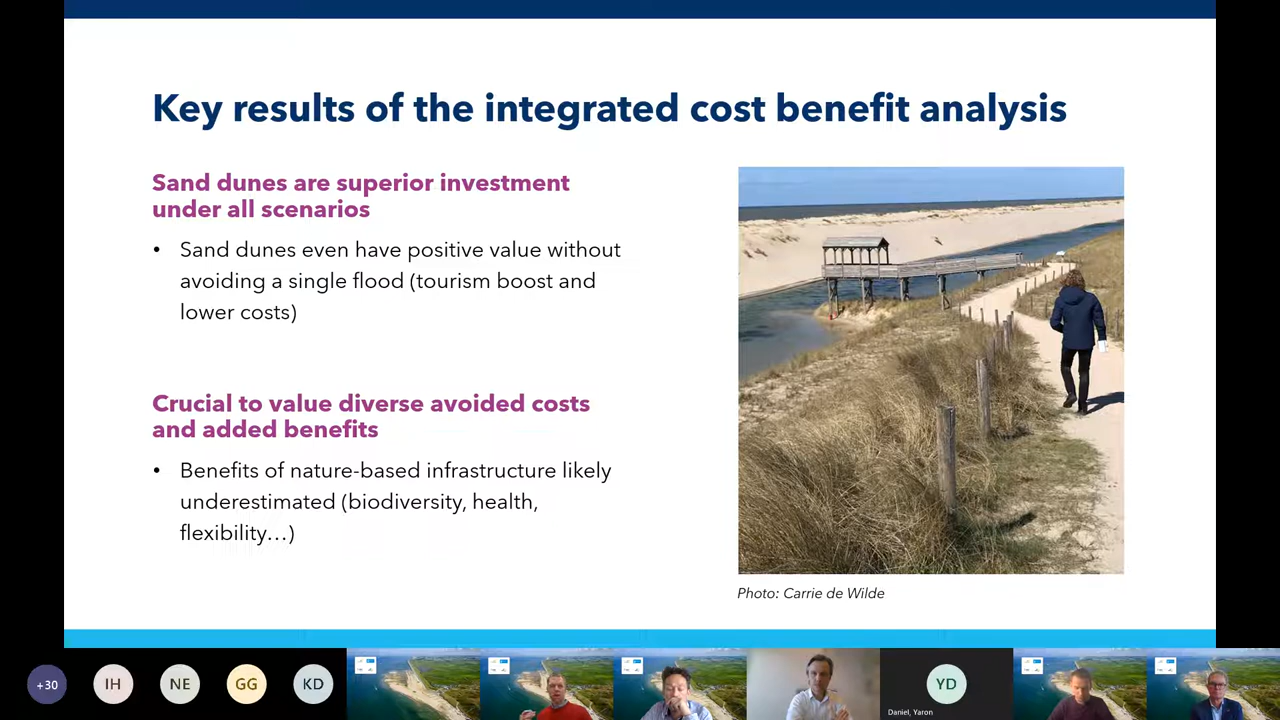 Key results of the integrated cost benefit analysis
Sand dunes are superior investment
under all scenarios
• Sand dunes even have positive value without
avoiding a single flood (tourism boost and
lower costs)
Crucial to value diverse avoided costs
and added benefits
• Benefits of nature-based infrastructure likely
underestimated (biodiversity, health,
flexibility…)
Photo: Carrie de Wilde
+30
IH
NE
GG
KD
YD
Daniel, Yaron